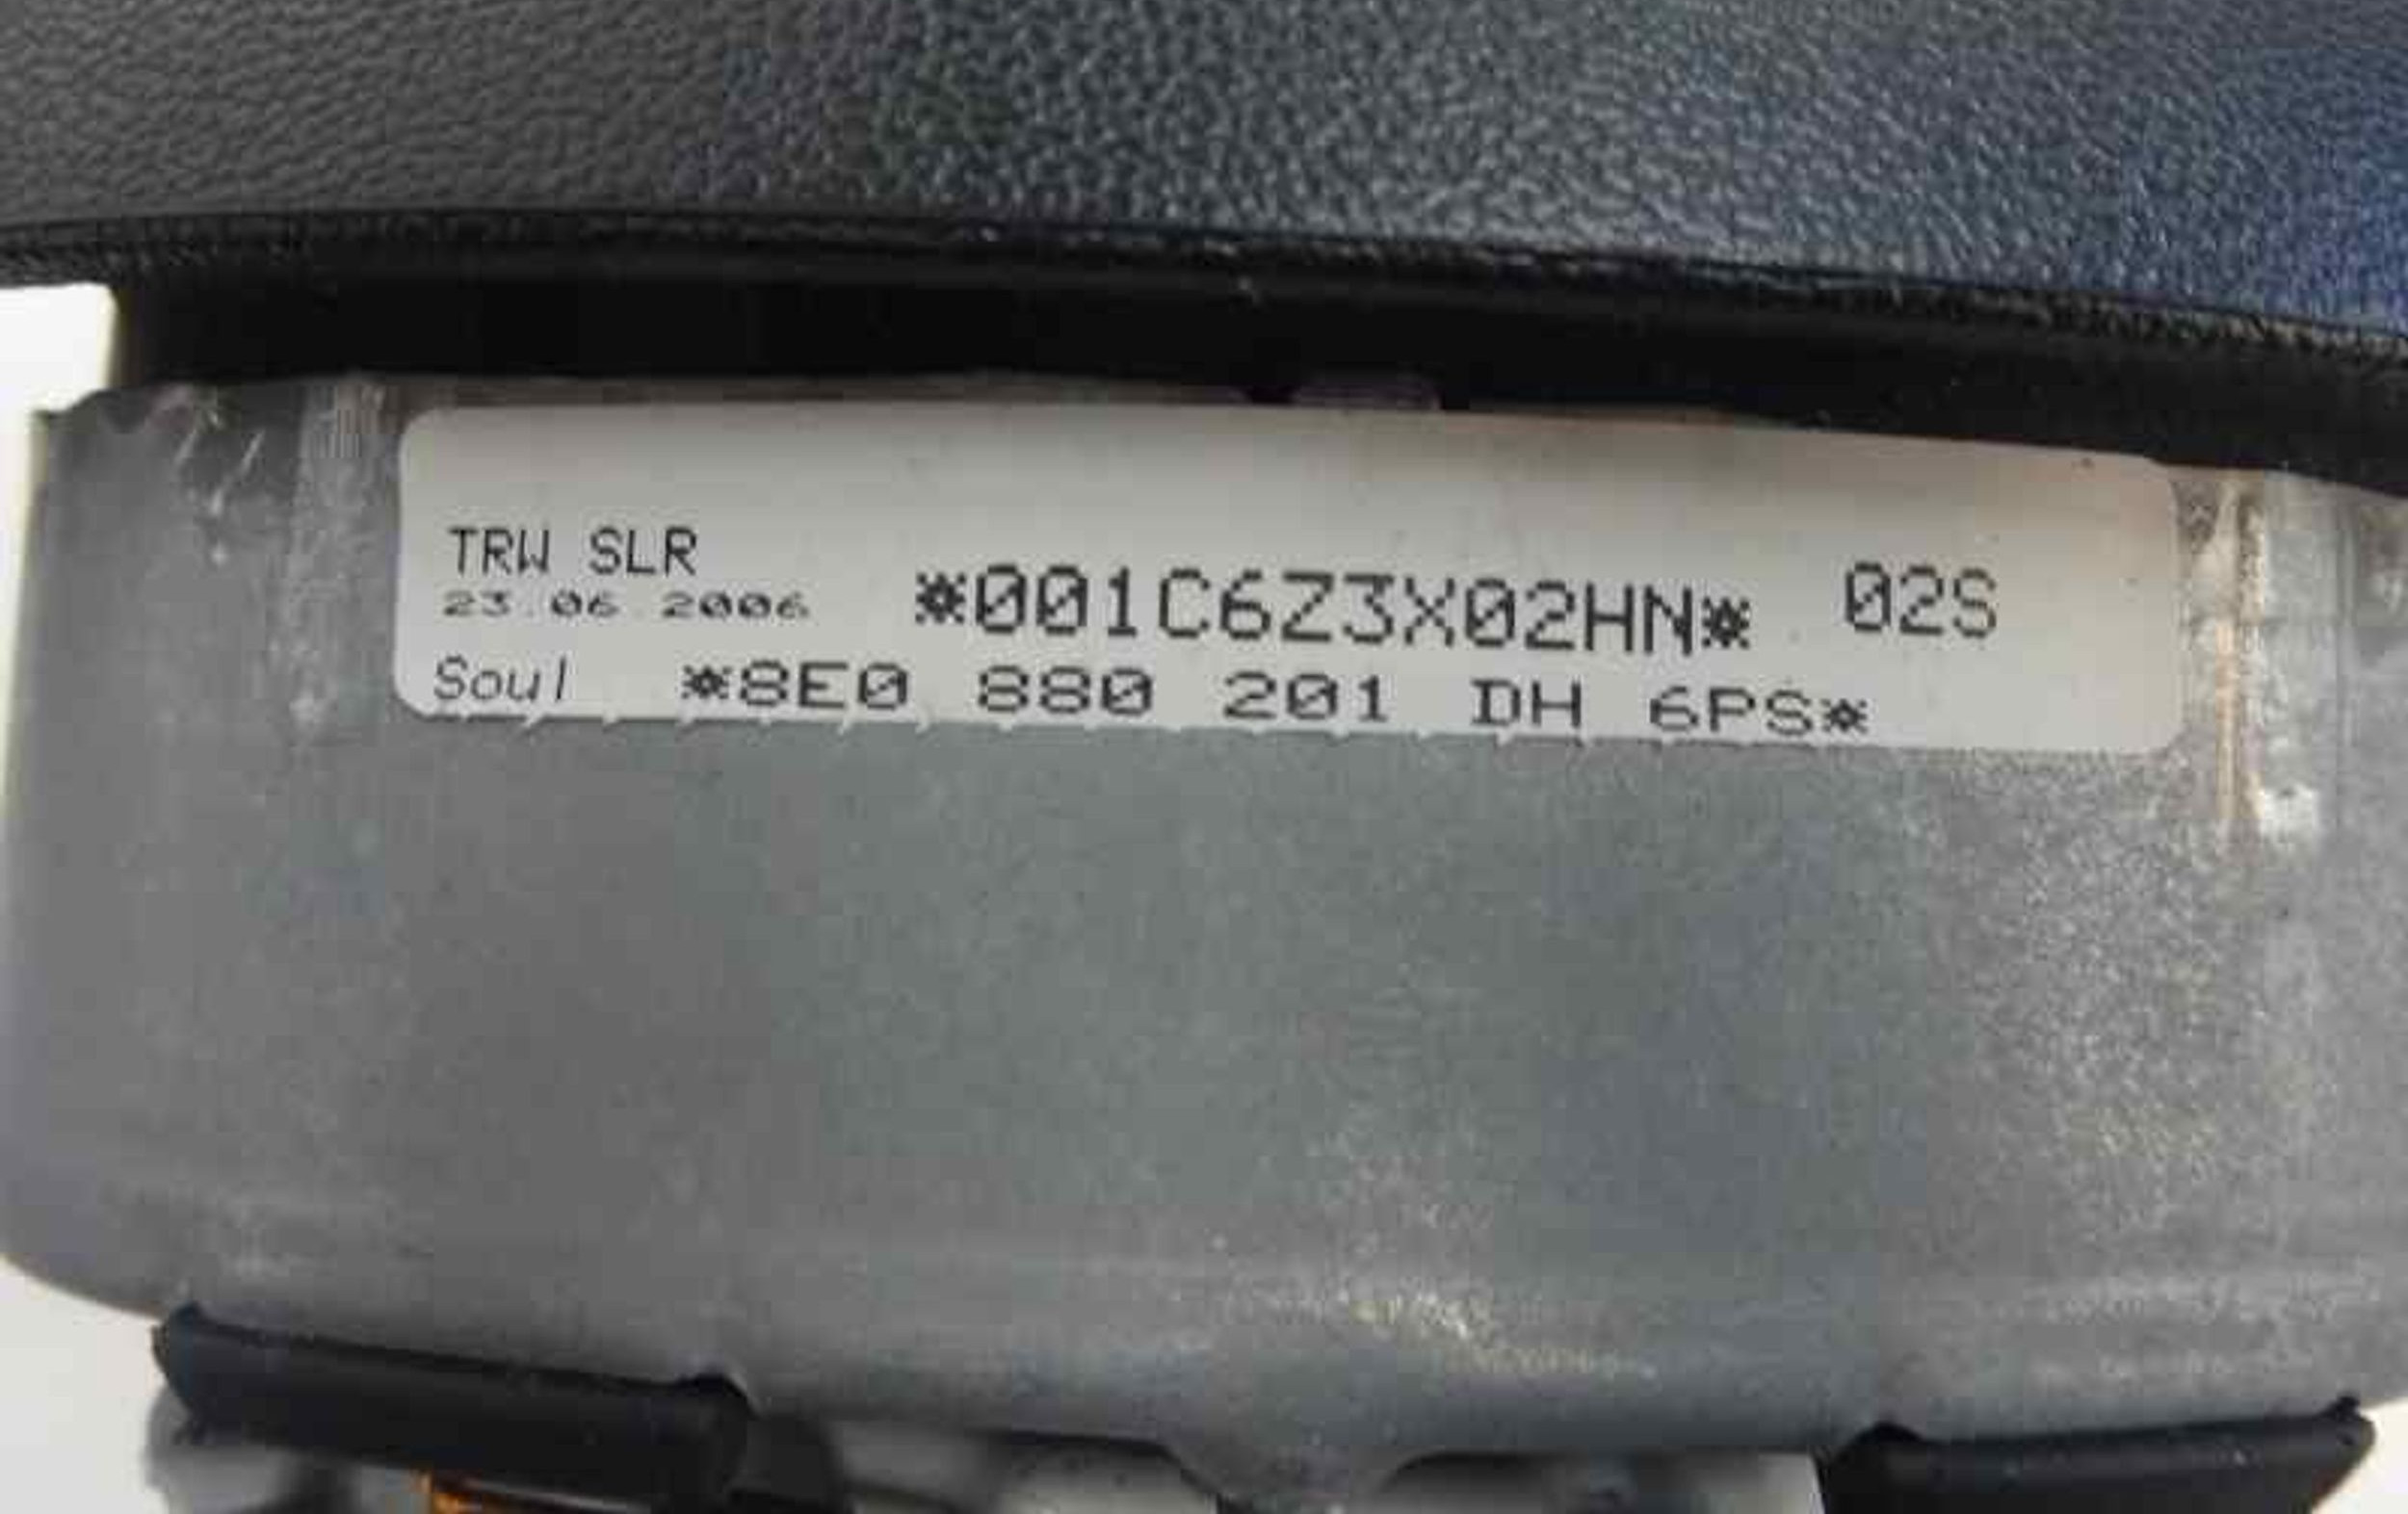 TRW SLR
23.06.2006
*001C6Z3X02HN* 02S
Soul *8E0 880 201 DH 6PS*